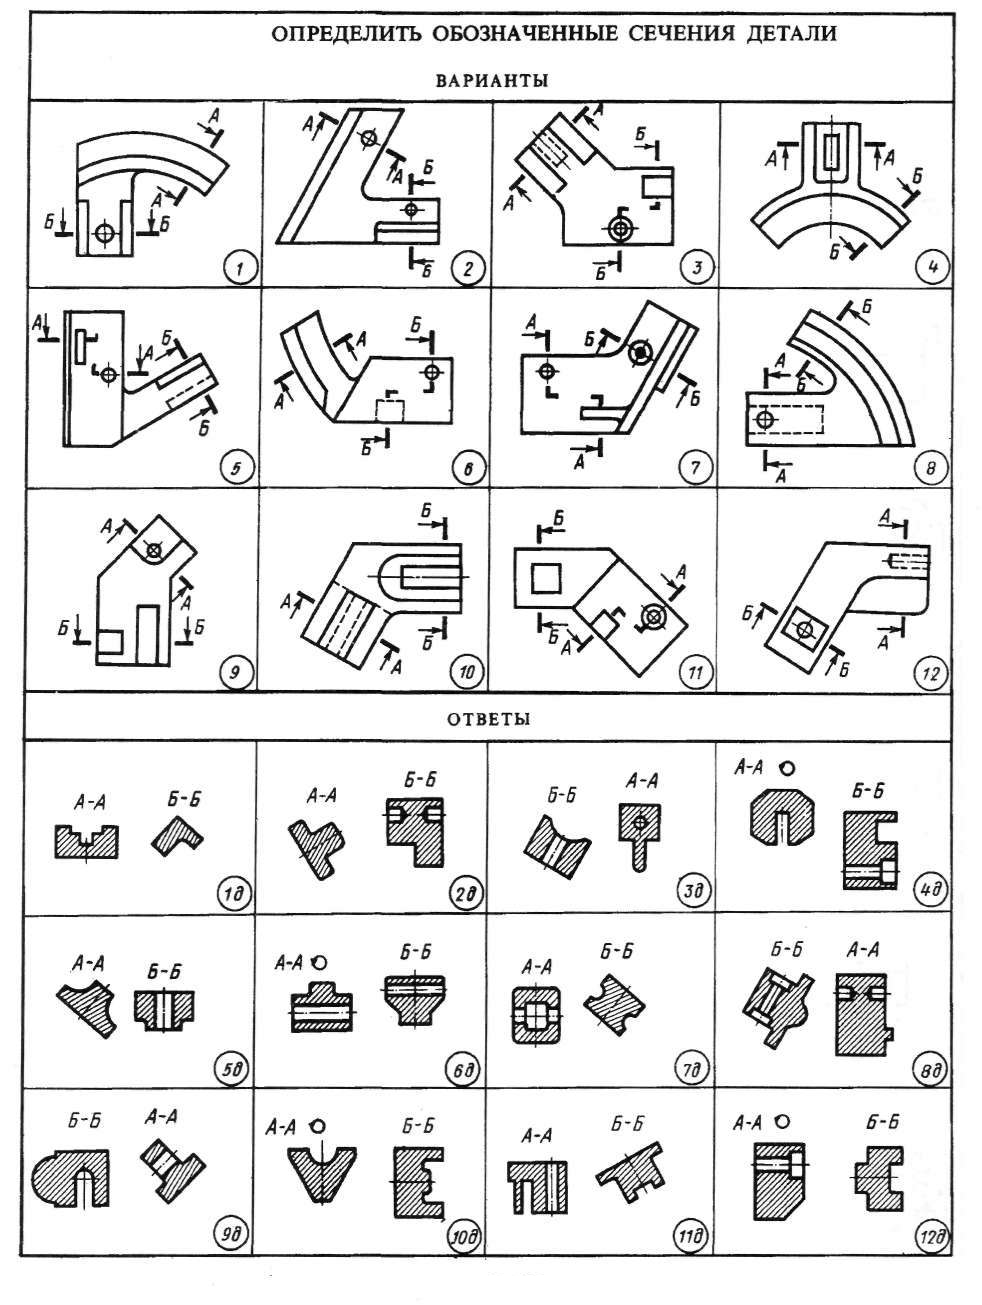 ОПРЕДЕЛИТЬ ОБОЗНАЧЕННЫЕ СЕЧЕНИЯ ДЕТАЛИ
ВАРИАНТЫ
А
А
Б Б
1
А
А
Б
Б
2
А
А
Б
Б
3
А А
Б
Б
4
А
А
Б
Б
5
А
А
Б
Б
6
А
А
Б
Б
7
Б
А
Б
А
8
А
А
Б Б
9
Б
А
Б
А
10
Б
Б
А
А
11
А
А
Б
Б
12
ОТВЕТЫ
А-А Б-Б
1д
А-А Б-Б
2д
Б-Б А-А
3д
А-А
Б-Б
4д
А-А Б-Б
5д
А-А Б-Б
6д
А-А Б-Б
7д
Б-Б А-А
8д
Б-Б А-А
9д
А-А Б-Б
10д
А-А Б-Б
11д
А-А Б-Б
12д